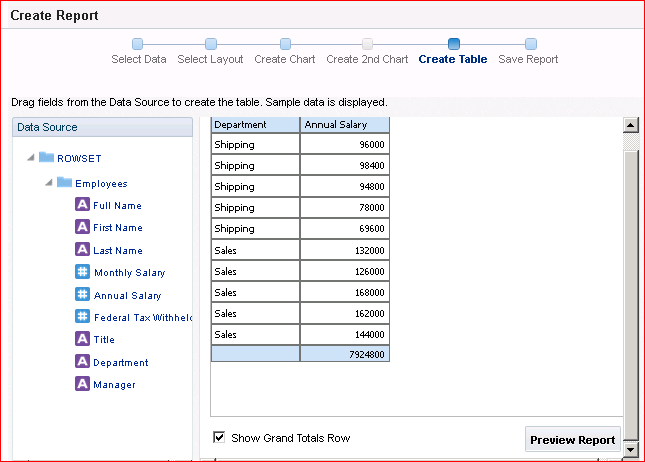 Create Report
Select Data Select Layout Create Chart Create 2nd Chart Create Table Save Report
Drag fields from the Data Source to create the table. Sample data is displayed.
Data Source
ROWSET
Employees
A Full Name
A First Name
A Last Name
# Monthly Salary
# Annual Salary
# Federal Tax Withhel
A Title
A Department
A Manager
Department Annual Salary
Shipping 96000
Shipping 98400
Shipping 94800
Shipping 78000
Shipping 69600
Sales 132000
Sales 126000
Sales 168000
Sales 162000
Sales 144000
7924800
Show Grand Totals Row
Preview Report